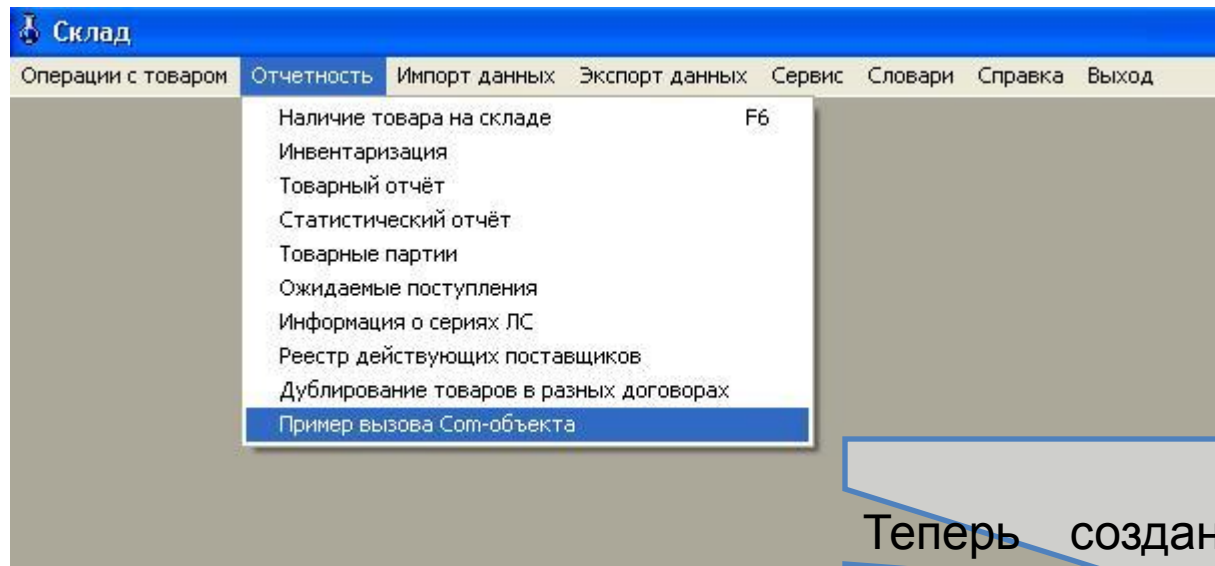 Склад
Операции с товаром Отчетность Импорт данных Экспорт данных Сервис Словари Справка Выход
Наличие товара на складе F6
Инвентаризация
Товарный отчёт
Статистический отчёт
Товарные партии
Ожидаемые поступления
Информация о сериях ЛС
Реестр действующих поставщиков
Дублирование товаров в разных договорах
Пример вызова Com-объекта
Теперь создан